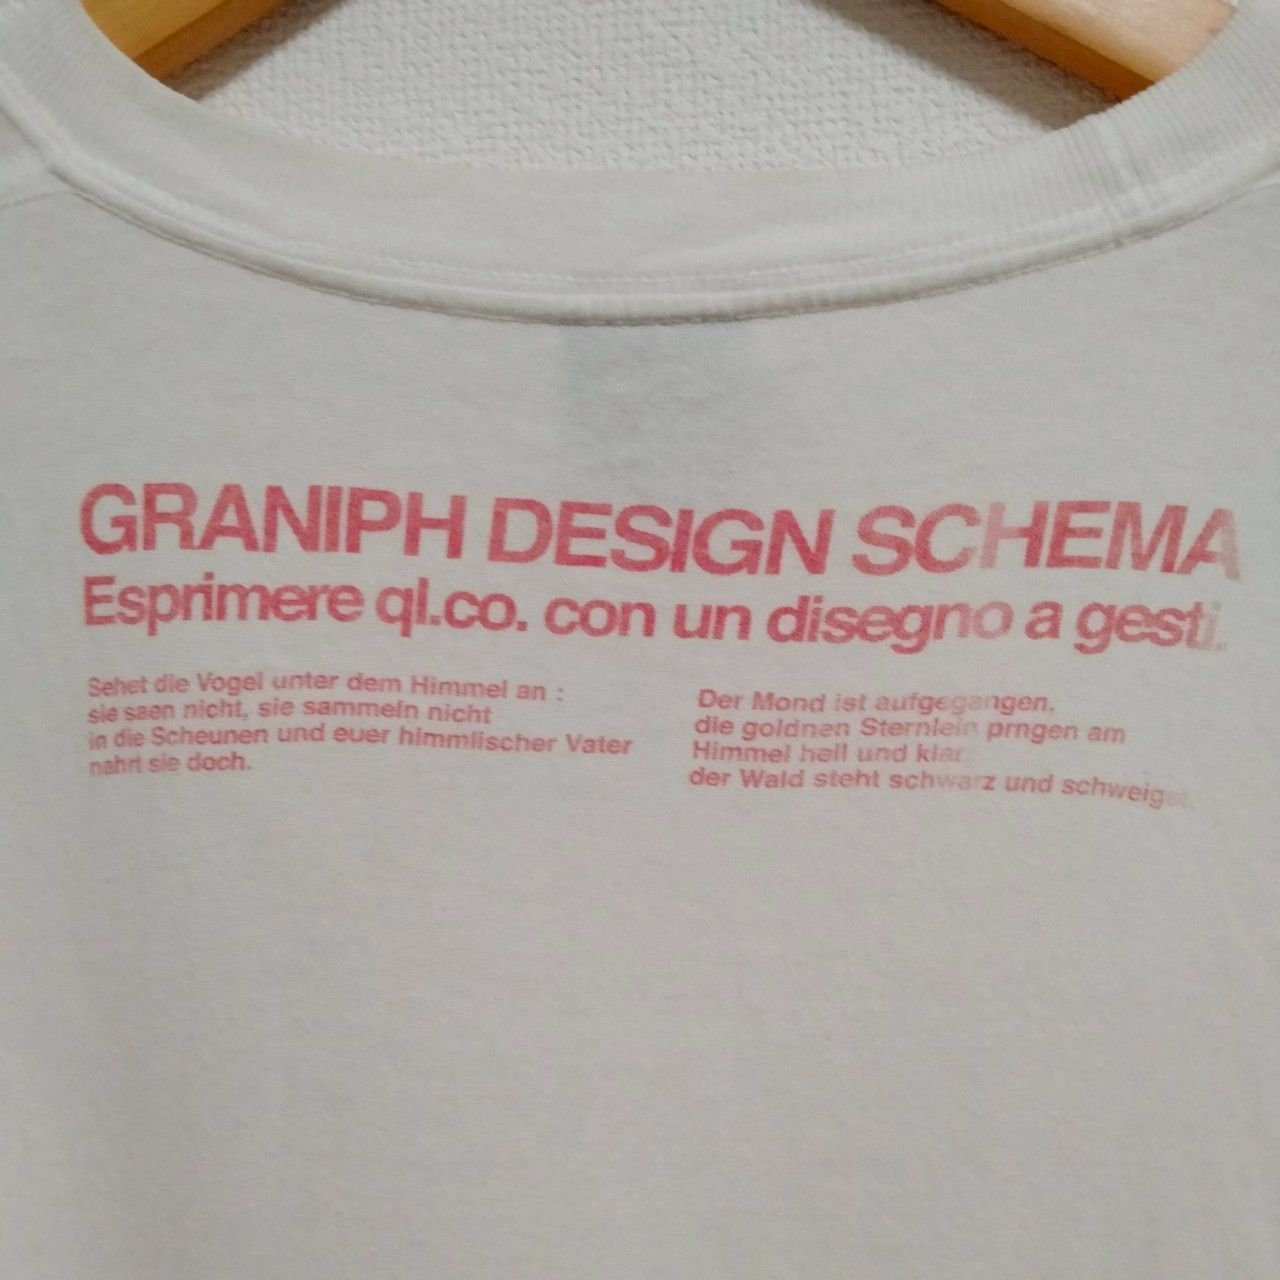 GRANIPH DESIGN SCHEMA
Esprimere ql.co. con un disegno a gesti.
Sehet die Vogel unter dem Himmel an :
sie saen nicht, sie sammeln nicht
in die Scheunen und euer himmlischer Vater
nahrt sie doch.
Der Mond ist aufgegangen,
die goldnen Sternlein prngen am
Himmel hell und klar:
der Wald steht schwarz und schweiget.